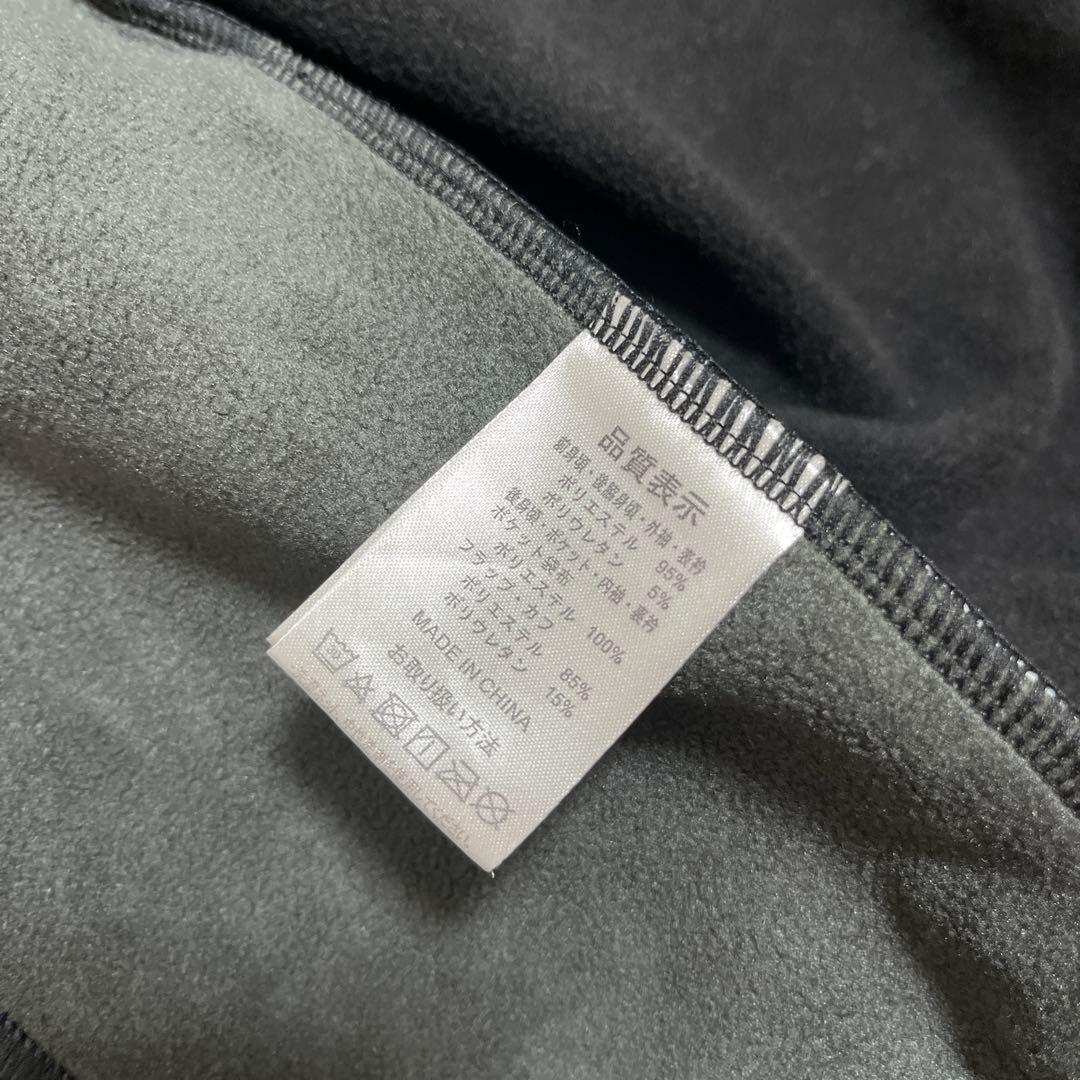 品質表示
前身頃・後脇身頃・外袖・表衿
ポリエステル 95%
ポリウレタン 5%
後身頃・ポケット・内袖・裏衿
ポケット袋布
ポリエステル 100%
フラップ・カフ
ポリエステル 85%
ポリウレタン 15%
MADE IN CHINA
お取り扱い方法